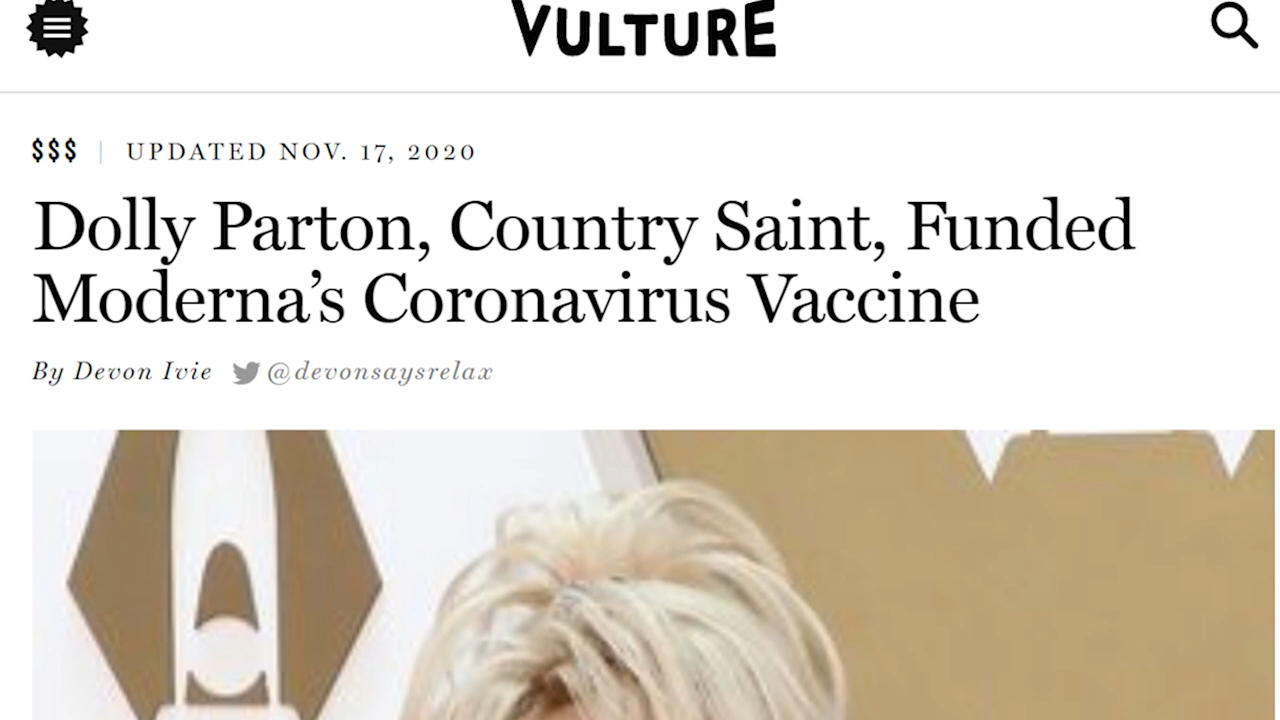 VULTURE
$$$ | UPDATED NOV. 17, 2020
Dolly Parton, Country Saint, Funded
Moderna’s Coronavirus Vaccine
By Devon Ivie @devonsaysrelax